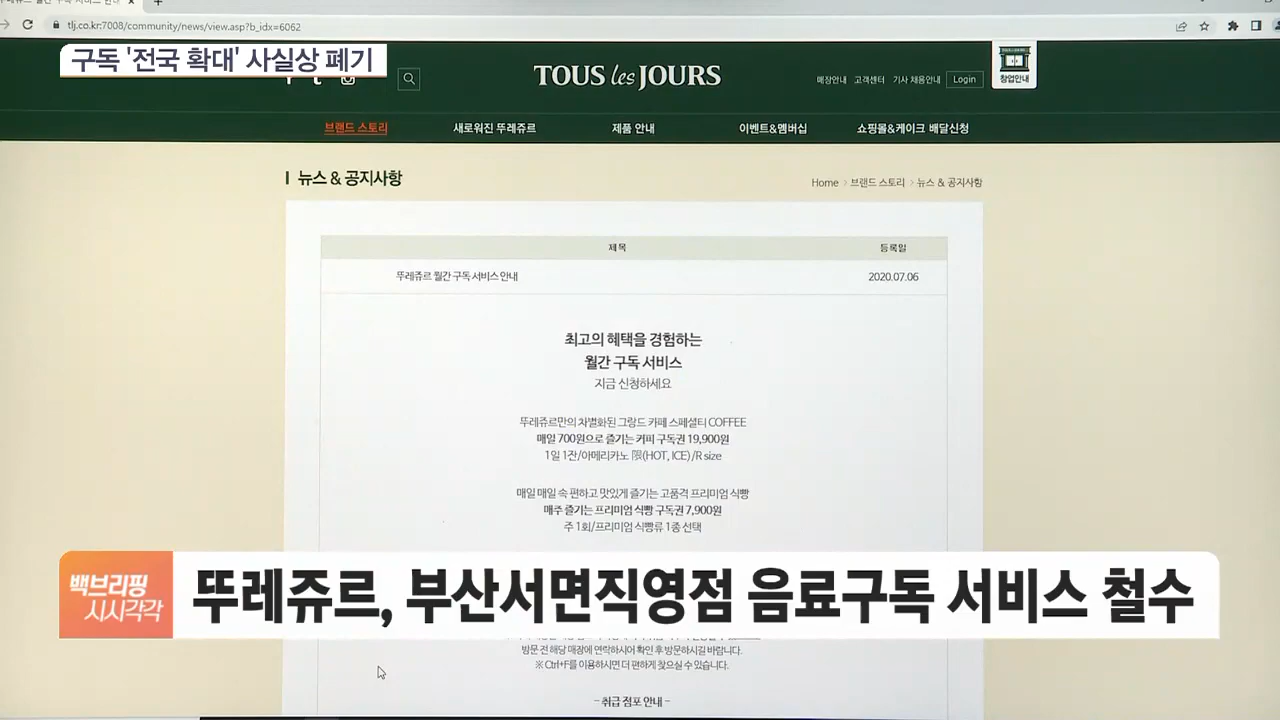 tlj.co.kr:7008/community/news/view.asp?b_idx=6062
구독 '전국 확대' 사실상 폐기
TOUS les JOURS
매장안내 고객센터 기사 채용안내 Login
창업안내
브랜드 스토리 새로워진 뚜레쥬르 제품 안내 이벤트&멤버십 쇼핑몰&케이크 배달신청
뉴스 & 공지사항
Home > 브랜드 스토리 > 뉴스 & 공지사항
제목 등록일
뚜레쥬르 월간 구독 서비스 안내 2020.07.06
최고의 혜택을 경험하는
월간 구독 서비스
지금 신청하세요
뚜레쥬르만의 차별화된 그랑드 카페 스페셜티 COFFEE
매일 700원으로 즐기는 커피 구독권 19,900원
1일 1잔/아메리카노 限(HOT, ICE)/R size
매일 매일 속 편하고 맛있게 즐기는 고품격 프리미엄 식빵
매주 즐기는 프리미엄 식빵 구독권 7,900원
주 1회/프리미엄 식빵류 1종 선택
백브리핑
시시각각
뚜레쥬르, 부산서면직영점 음료구독 서비스 철수
방문 전 해당 매장에 연락하시어 확인 후 방문하시길 바랍니다.
※ Ctrl+F를 이용하시면 더 편하게 찾으실 수 있습니다.
- 취급 점포 안내 -